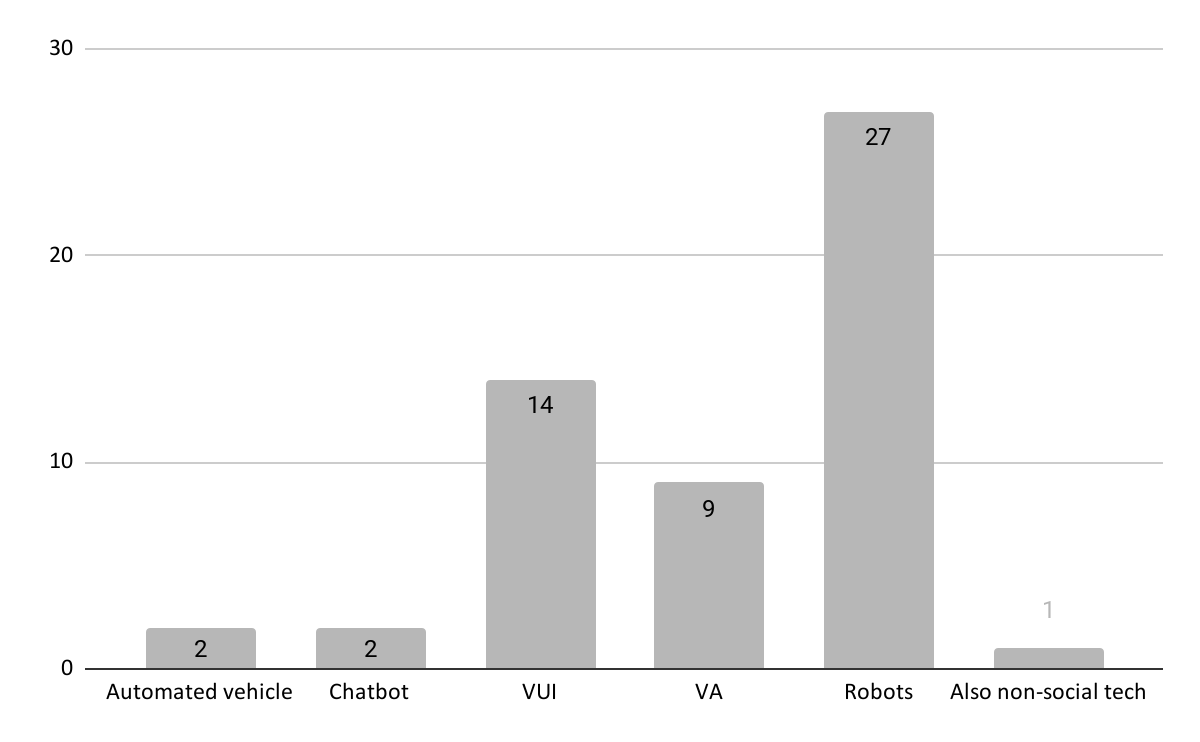 30
27
20
14
10
9
1
2
2
0
Automated vehicle
Chatbot
VUI
VA
Robots
Also non-social tech